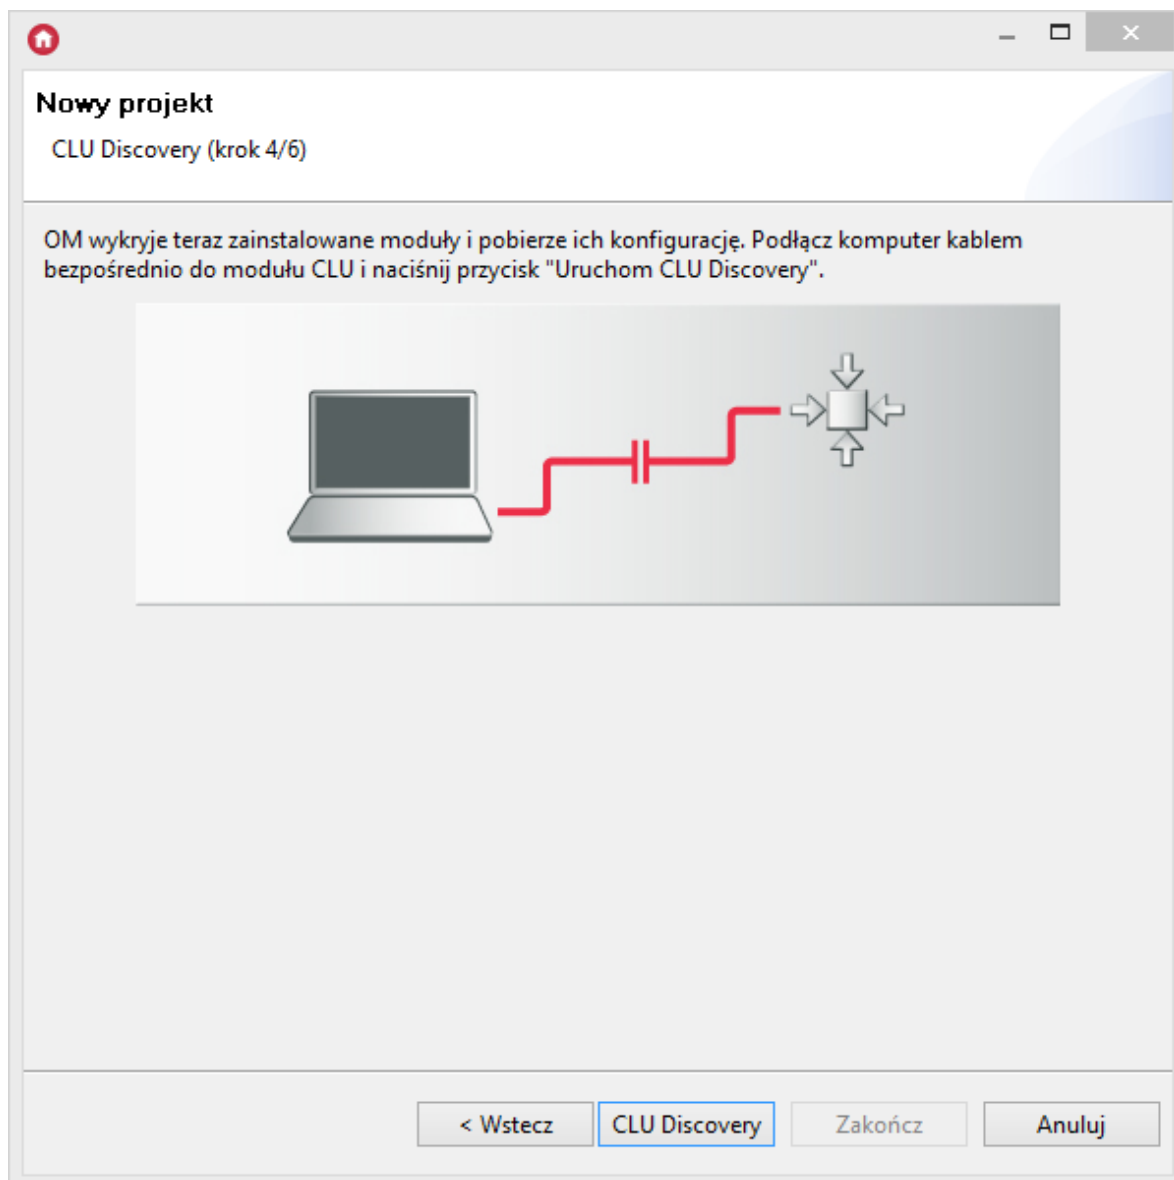 Nowy projekt
CLU Discovery (krok 4/6)
OM wykryje teraz zainstalowane moduły i pobierze ich konfigurację. Podłącz komputer kablem
bezpośrednio do modułu CLU i naciśnij przycisk "Uruchom CLU Discovery".
< Wstecz
CLU Discovery
Zakończ
Anuluj